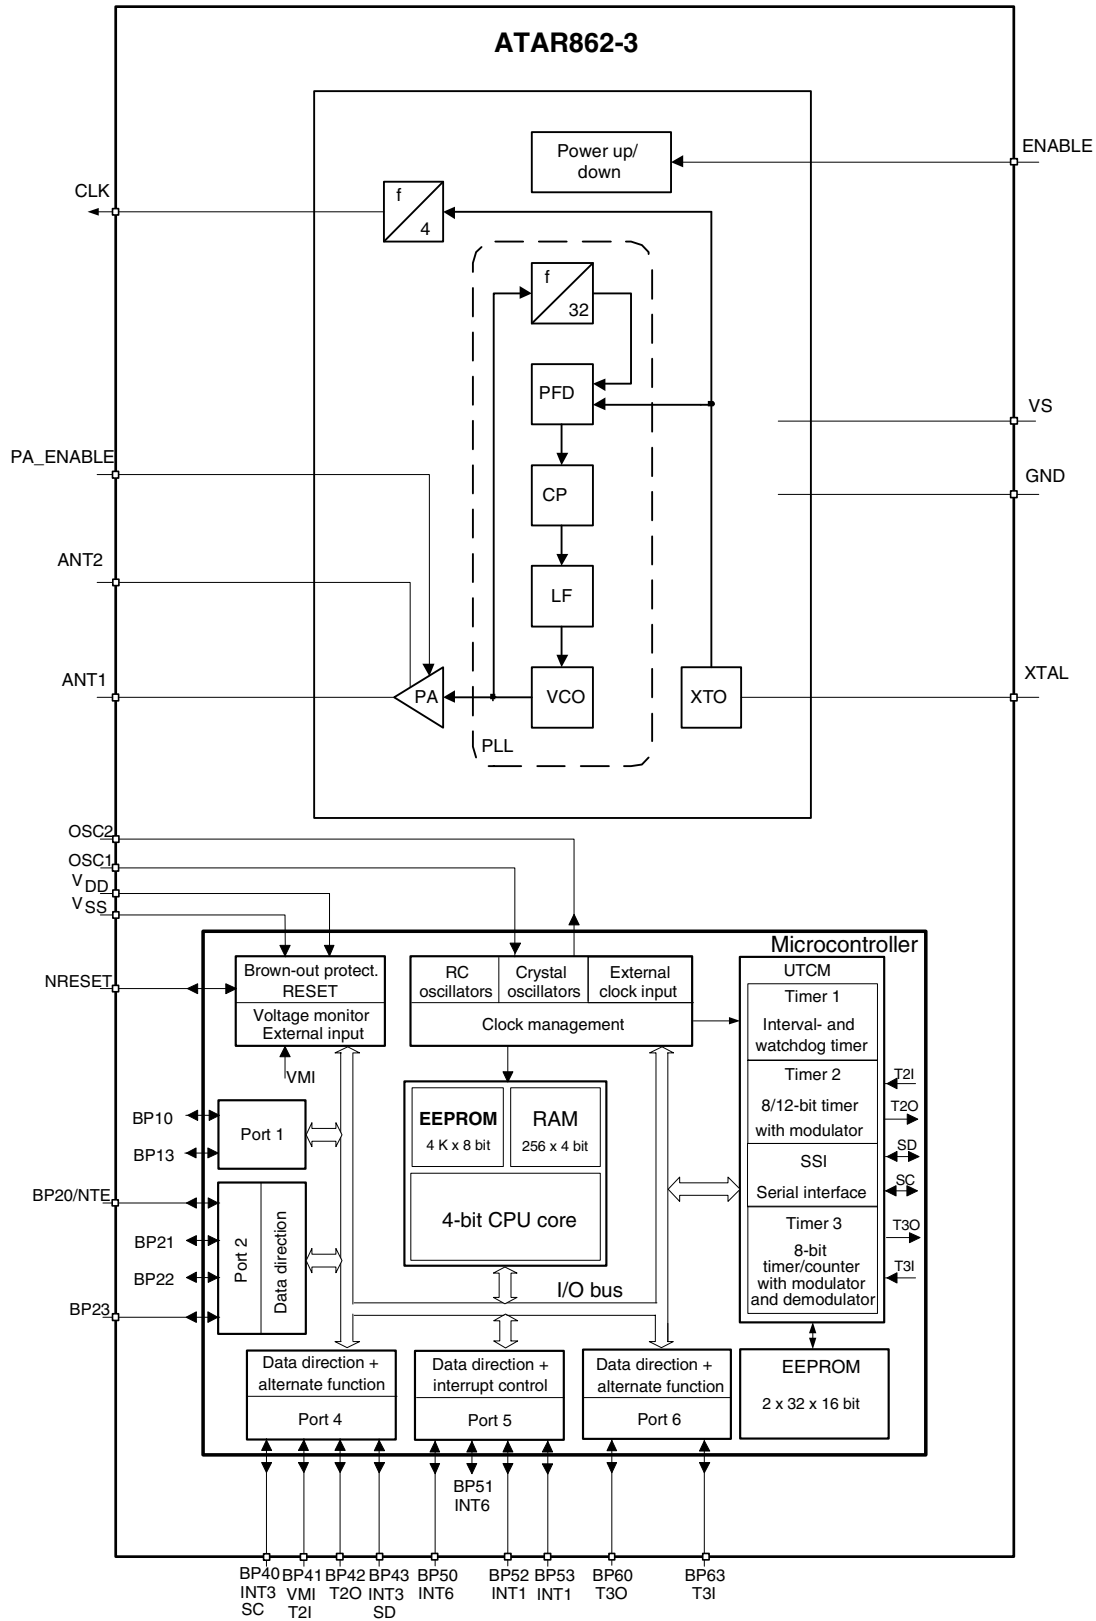 ATAR862-3
Power up/
down
ENABLE
CLK
f
4
f
32
PFD
VS
PA_ENABLE
GND
CP
ANT2
LF
ANT1
PA
VCO
XTO
XTAL
PLL
OSC2
OSC1
VDD
VSS
Microcontroller
NRESET
Brown-out protect.
RESET
Voltage monitor
External input
VMI
RC
oscillators
Crystal
oscillators
External
clock input
Clock management
UTCM
Timer 1
Interval- and
watchdog timer
Timer 2
8/12-bit timer
with modulator
SSI
Serial interface
Timer 3
8-bit
timer/counter
with modulator
and demodulator
T2I
T2O
SD
SC
T3O
T3I
EEPROM
4 K x 8 bit
RAM
256 x 4 bit
4-bit CPU core
I/O bus
BP10
BP13
Port 1
BP20/NTE
BP21
BP22
BP23
Port 2
Data direction
Data direction +
alternate function
Port 4
Data direction +
interrupt control
Port 5
Data direction +
alternate function
Port 6
EEPROM
2 x 32 x 16 bit
BP51
INT6
BP40
INT3
SC
BP41
VMI
T2I
BP42
T2O
BP43
INT3
SD
BP50
INT6
BP52
INT1
BP53
INT1
BP60
T3O
BP63
T3I